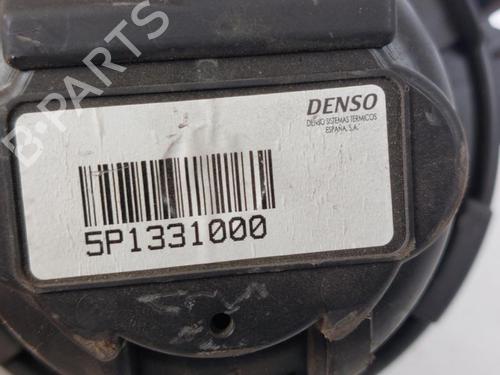 DENSO
DENSO SISTEMAS TERMICOS
ESPAÑA, S.A.
5P1331000
B-PARTS